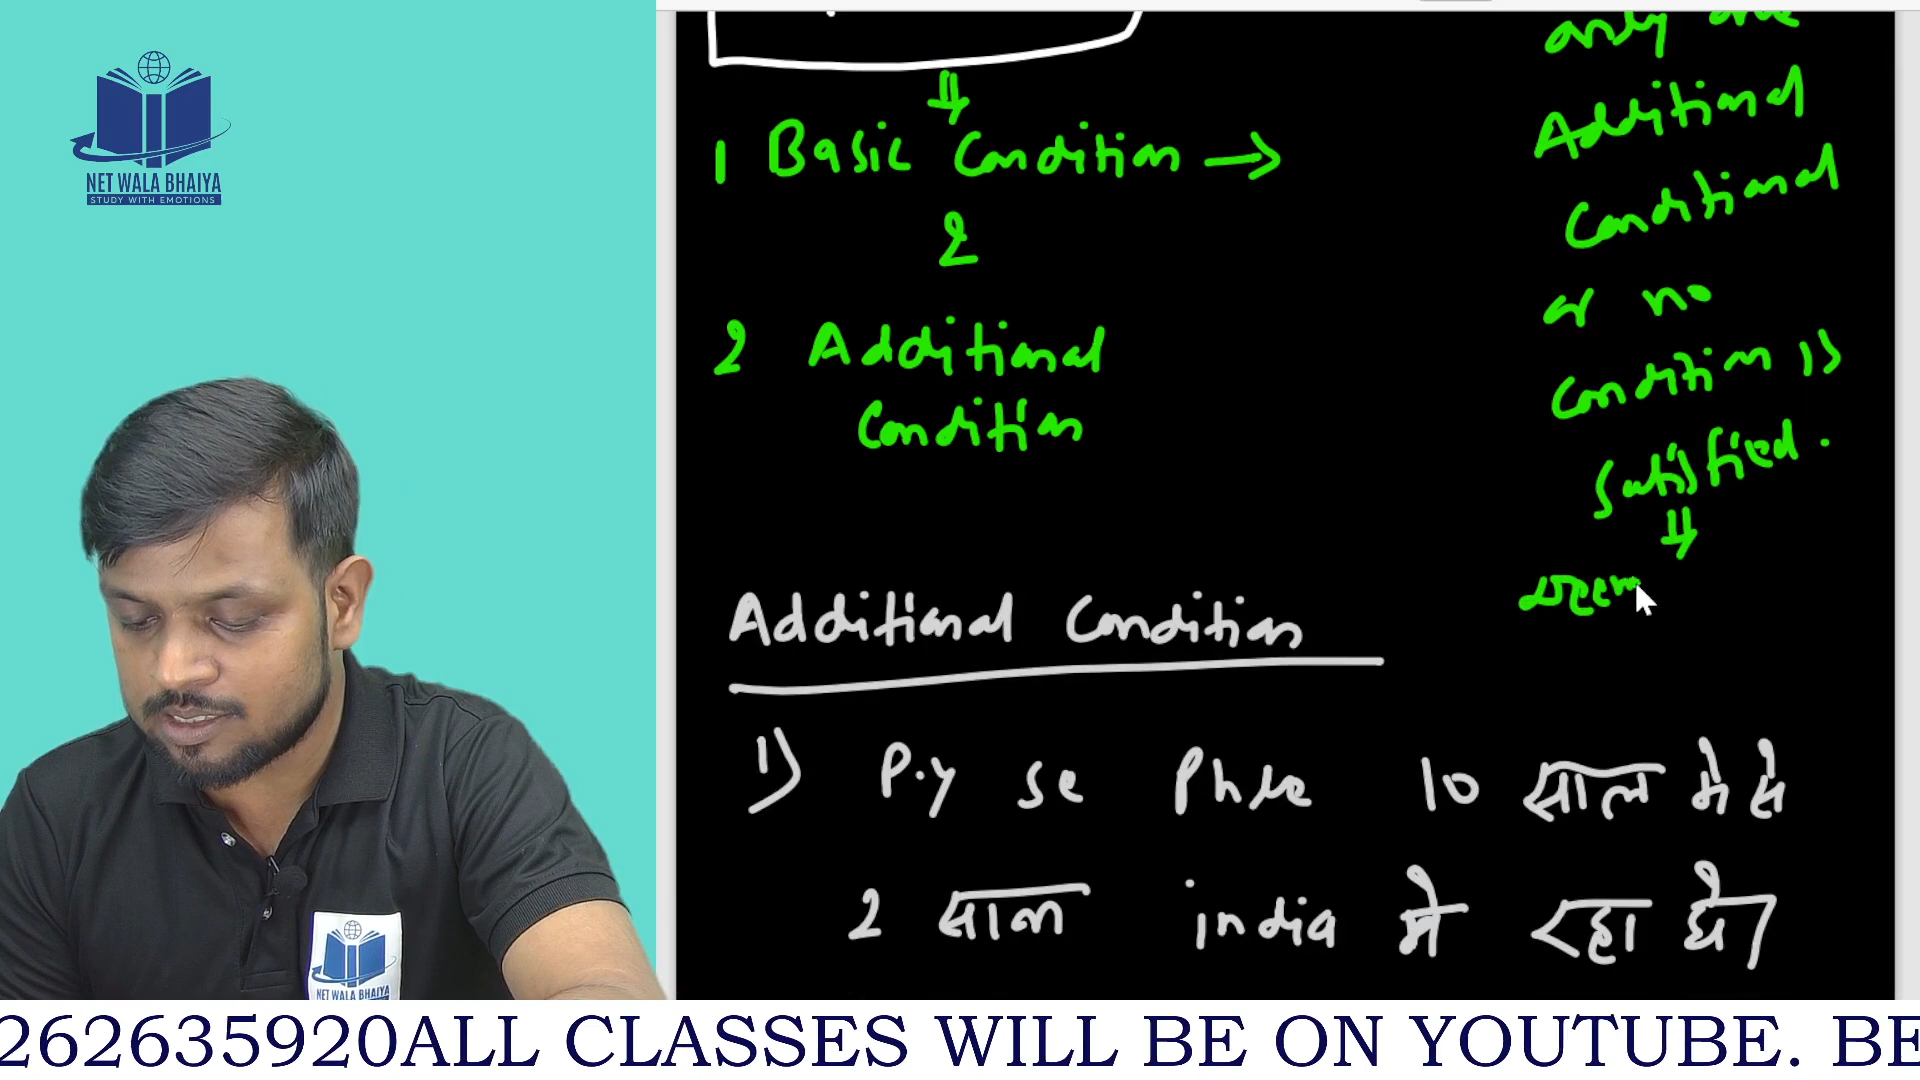 NET WALA BHAIYA
STUDY WITH EMOTIONS
1 Basic Condition →
2
2 Additional
Condition
only one
Additional
Conditional
or no
Condition is
Satisfied.
Deem
Additional Condition
1) P.y se Phle 10 साल मे से
2 साल india मे रहा हो।
NET WALA BHAIYA
262635920ALL CLASSES WILL BE ON YOUTUBE. BE